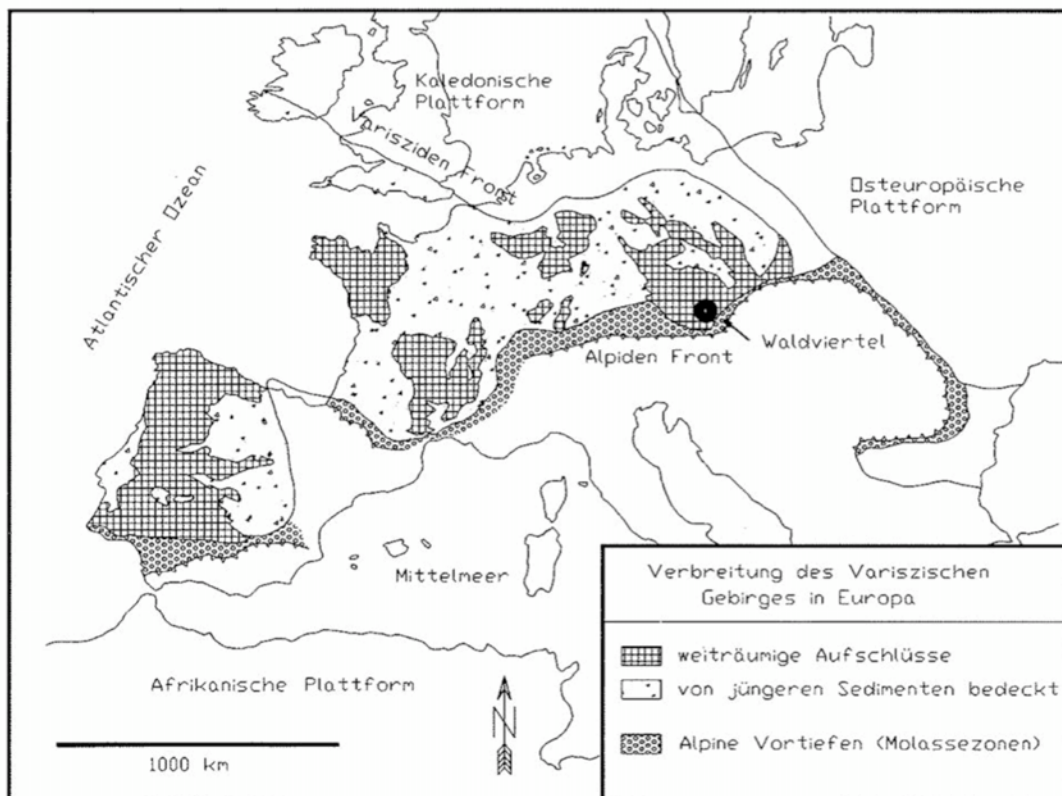 Kaledonische
Plattform
Varisziden Front
Osteuropäische
Plattform
Atlantischer Ozean
Waldviertel
Alpiden Front
Mittelmeer
Afrikanische Plattform
N
1000 km
Verbreitung des Variszischen
Gebirges in Europa
weiträumige Aufschlüsse
von jüngeren Sedimenten bedeckt
Alpine Vortiefen (Molassezonen)